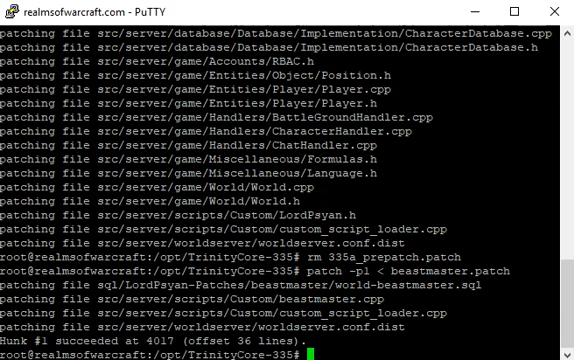 realmsofwarcraft.com - PuTTY
patching file src/server/database/Database/Implementation/CharacterDatabase.cpp
patching file src/server/database/Database/Implementation/CharacterDatabase.h
patching file src/server/game/Accounts/RBAC.h
patching file src/server/game/Entities/Object/Position.h
patching file src/server/game/Entities/Player/Player.cpp
patching file src/server/game/Entities/Player/Player.h
patching file src/server/game/Handlers/BattleGroundHandler.cpp
patching file src/server/game/Handlers/CharacterHandler.cpp
patching file src/server/game/Handlers/ChatHandler.cpp
patching file src/server/game/Miscellaneous/Formulas.h
patching file src/server/game/Miscellaneous/Language.h
patching file src/server/game/World/World.cpp
patching file src/server/game/World/World.h
patching file src/server/scripts/Custom/LordPsyan.h
patching file src/server/scripts/Custom/custom_script_loader.cpp
patching file src/server/worldserver/worldserver.conf.dist
root@realmsofwarcraft:/opt/TrinityCore-335# rm 335a_prepatch.patch
root@realmsofwarcraft:/opt/TrinityCore-335# patch -p1 < beastmaster.patch
patching file sql/LordPsyan-Patches/beastmaster/world-beastmaster.sql
patching file src/server/scripts/Custom/beastmaster.cpp
patching file src/server/scripts/Custom/custom_script_loader.cpp
patching file src/server/worldserver/worldserver.conf.dist
Hunk #1 succeeded at 4017 (offset 36 lines).
root@realmsofwarcraft:/opt/TrinityCore-335#